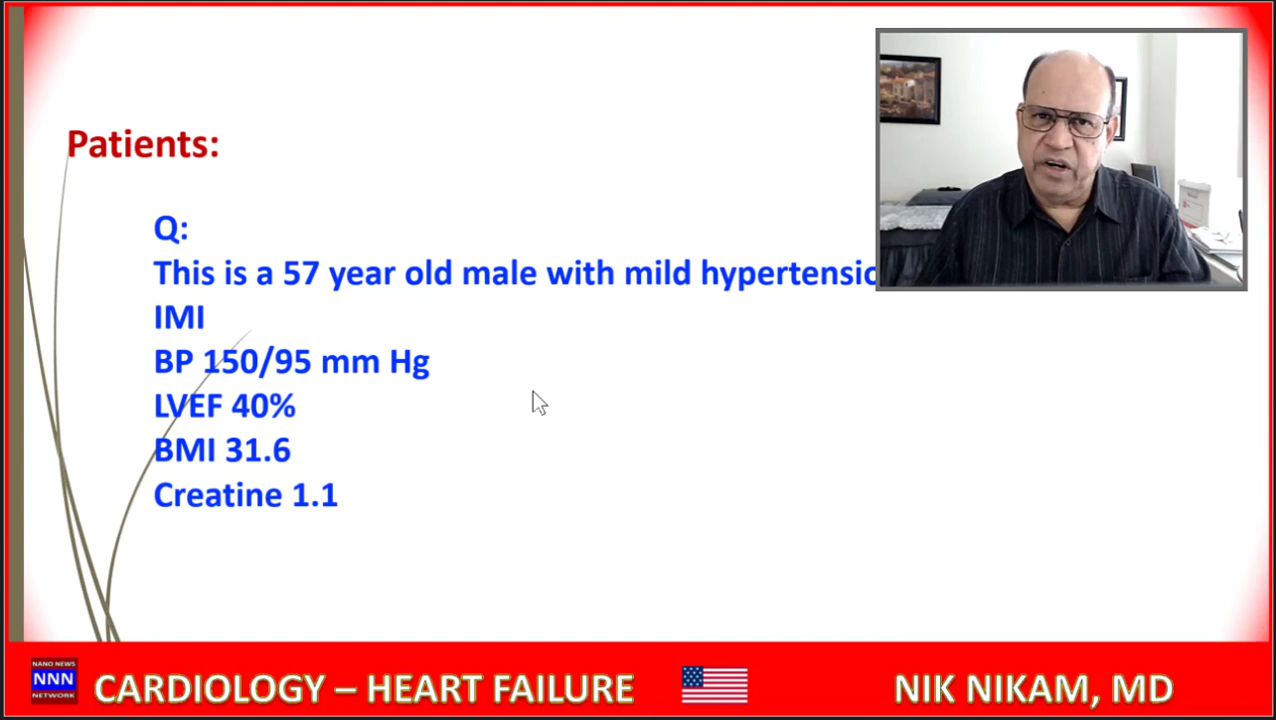 Patients:
Q:
This is a 57 year old male with mild hypertensio
IMI
BP 150/95 mm Hg
LVEF 40%
BMI 31.6
Creatine 1.1
NANO NEWS
NNN
NETWORK
CARDIOLOGY – HEART FAILURE
NIK NIKAM, MD